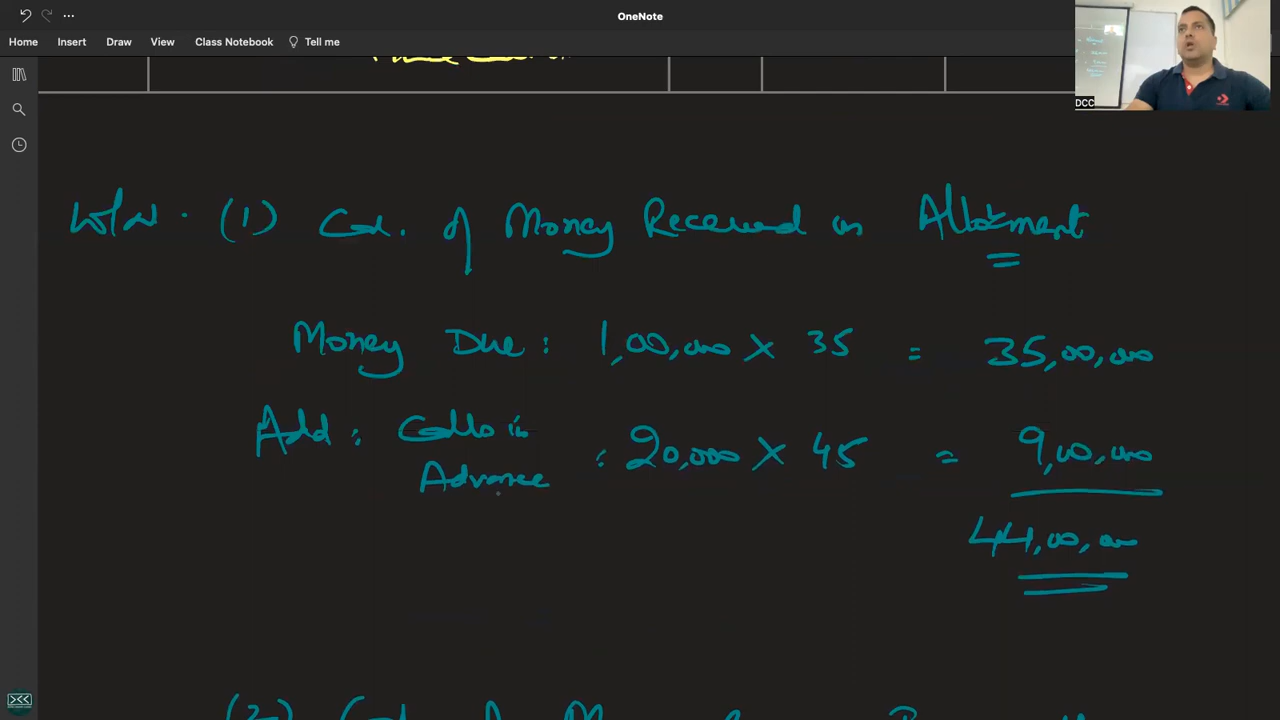 OneNote
Home Insert Draw View Class Notebook Tell me
DCC
W/N. (1) Cal. of Money Received on Allotment
Money Due : 1,00,000 X 35 = 35,00,000
Add : Calls in
Advance : 20,000 X 45 = 9,00,000
44,00,000
(2)